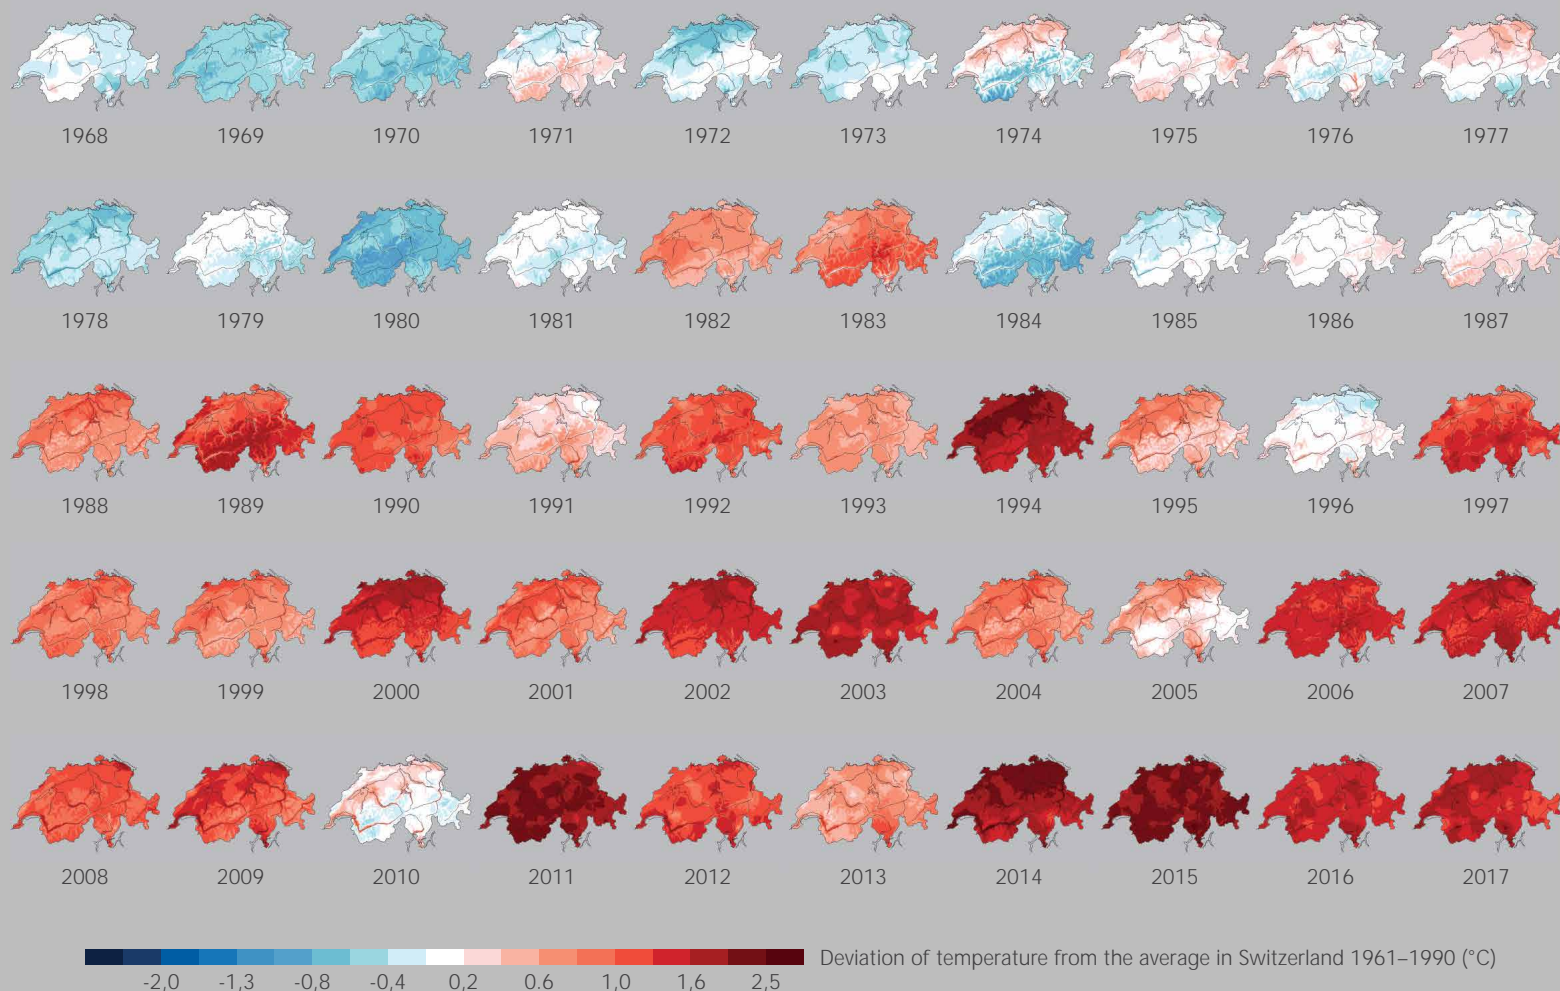 1968 1969 1970 1971 1972 1973 1974 1975 1976 1977
1978 1979 1980 1981 1982 1983 1984 1985 1986 1987
1988 1989 1990 1991 1992 1993 1994 1995 1996 1997
1998 1999 2000 2001 2002 2003 2004 2005 2006 2007
2008 2009 2010 2011 2012 2013 2014 2015 2016 2017
Deviation of temperature from the average in Switzerland 1961–1990 (°C)
-2,0 -1,3 -0,8 -0,4 0,2 0.6 1,0 1,6 2,5